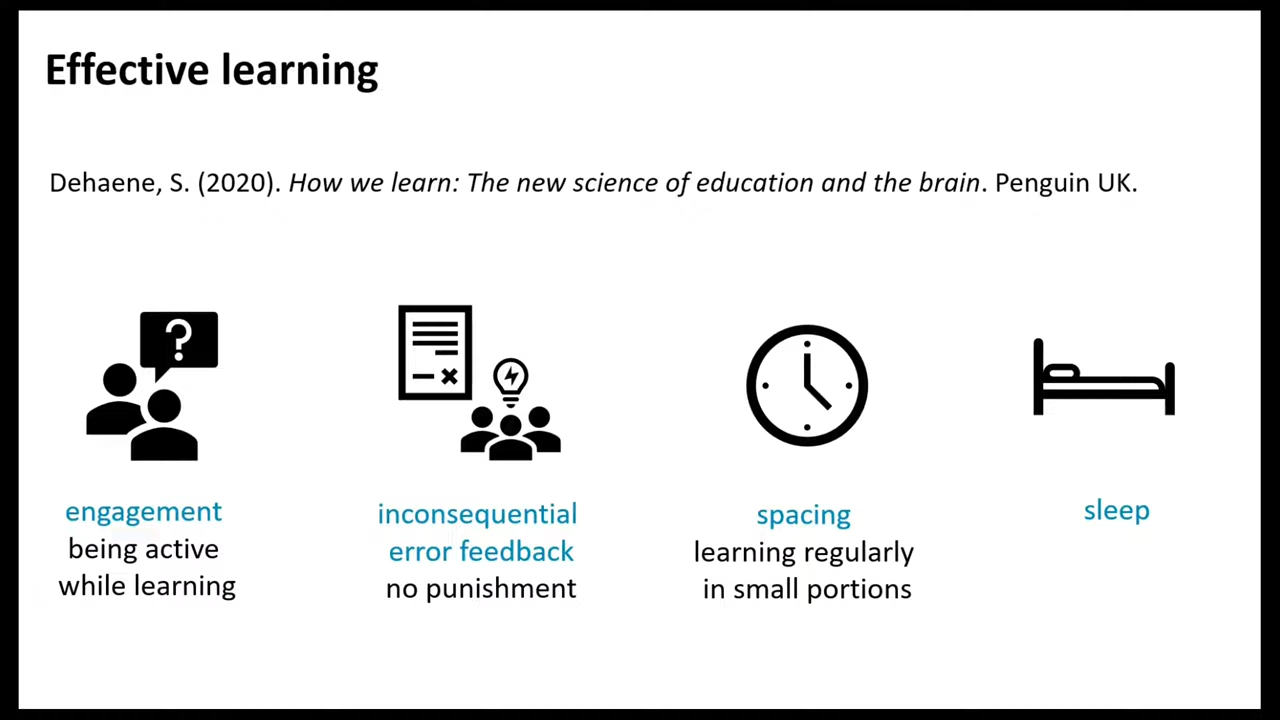 Effective learning
Dehaene, S. (2020). How we learn: The new science of education and the brain. Penguin UK.
?
engagement
being active
while learning
inconsequential
error feedback
no punishment
spacing
learning regularly
in small portions
sleep